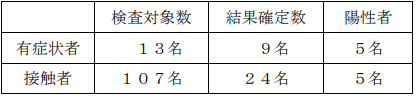 検査対象数 結果確定数 陽性者
有症状者 １３名 ９名 ５名
接触者 １０７名 ２４名 ５名